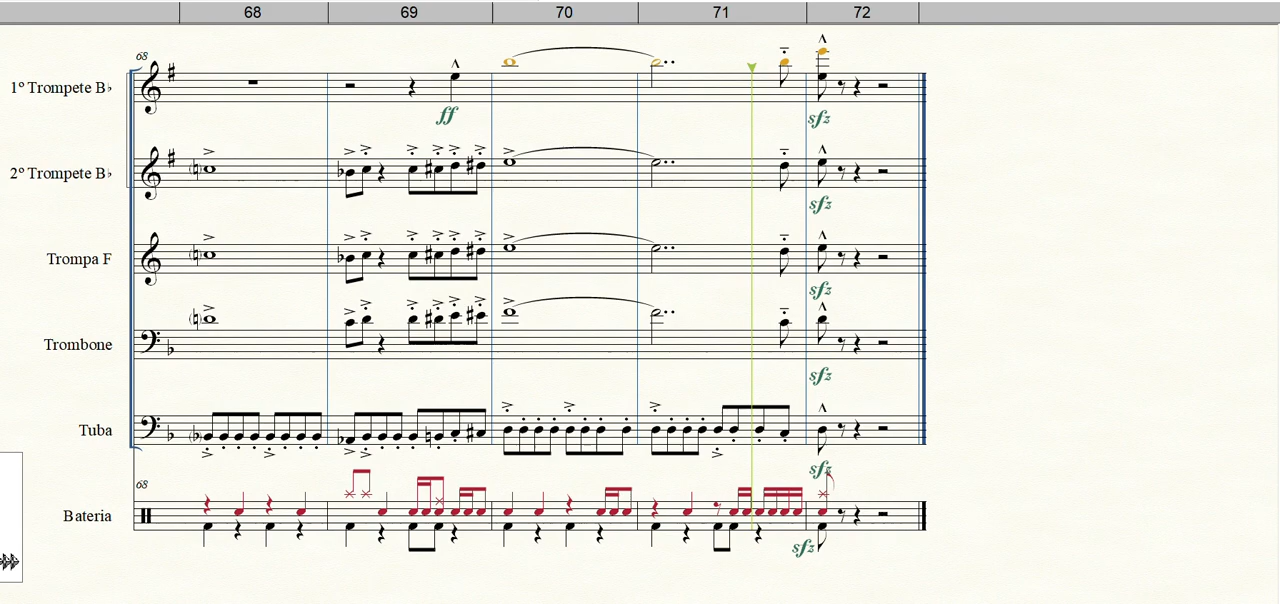 68 69 70 71 72
68
1º Trompete B♭
ff
sfz
2º Trompete B♭
sfz
Trompa F
sfz
Trombone
sfz
Tuba
sfz
68
Bateria
sfz